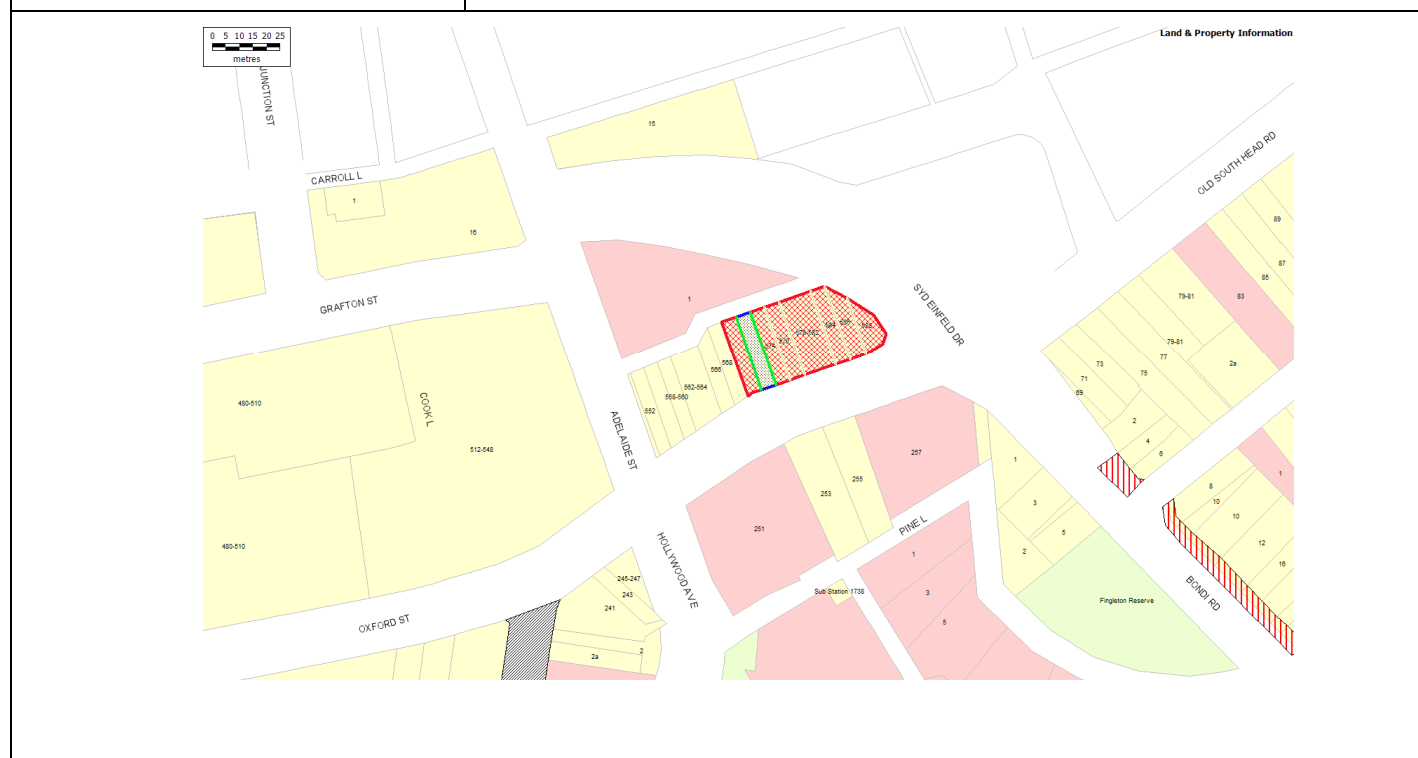 0 5 10 15 20 25
metres
Land & Property Information
JUNCTION ST
15
OLD SOUTH HEAD RD
CARROLL L
1
16
89
87
85
GRAFTON ST
1
SYD EINFELD DR
79-81
83
79-81
77
75
73
71
69
2a
568
566
562-564
558-560
552
480-510
COOK L
512-548
ADELAIDE ST
2
4
6
257
255
253
251
1
3
5
2
1
8
10
10
12
16
480-510
HOLLYWOOD AVE
PINE L
1
3
5
BONDI RD
245-247
243
241
Sub Station 1738
Fingleton Reserve
OXFORD ST
2a
2